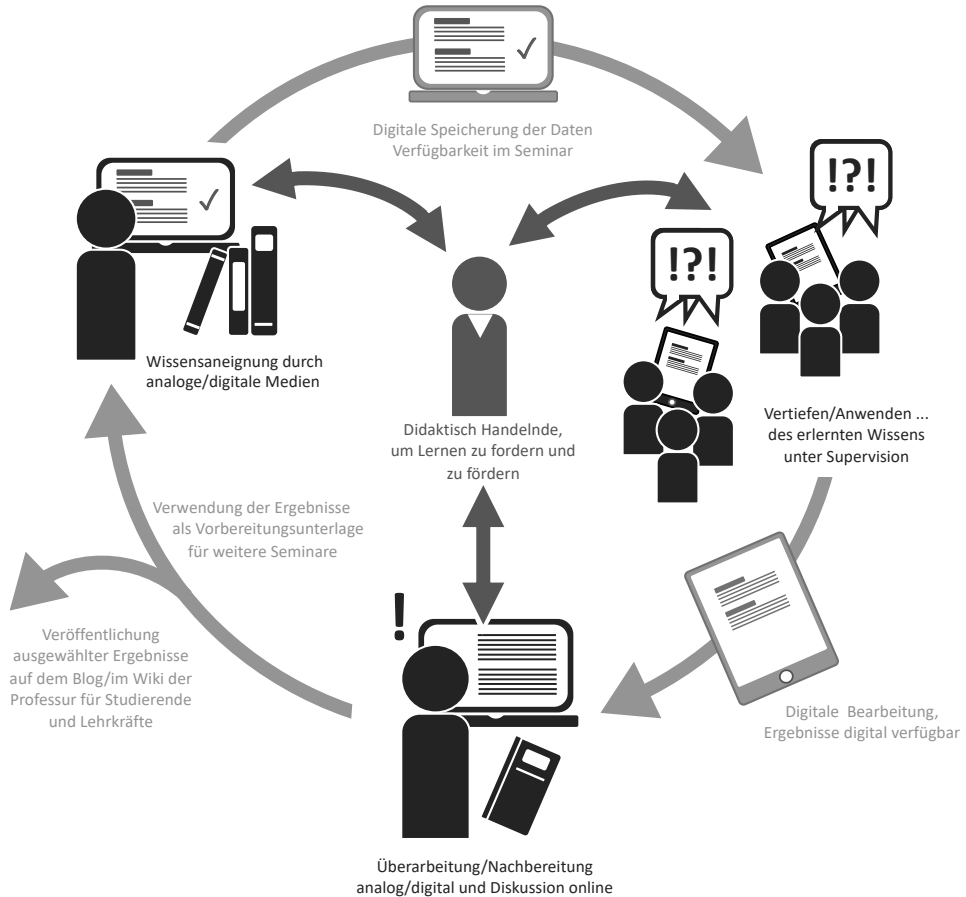 Digitale Speicherung der Daten
Verfügbarkeit im Seminar
!?!
!?!
Wissensaneignung durch
analoge/digitale Medien
Vertiefen/Anwenden ...
des erlernten Wissens
unter Supervision
Didaktisch Handelnde,
um Lernen zu fordern und
zu fördern
Verwendung der Ergebnisse
als Vorbereitungsunterlage
für weitere Seminare
!
Veröffentlichung
ausgewählter Ergebnisse
auf dem Blog/im Wiki der
Professur für Studierende
und Lehrkräfte
Digitale Bearbeitung,
Ergebnisse digital verfügbar
Überarbeitung/Nachbereitung
analog/digital und Diskussion online